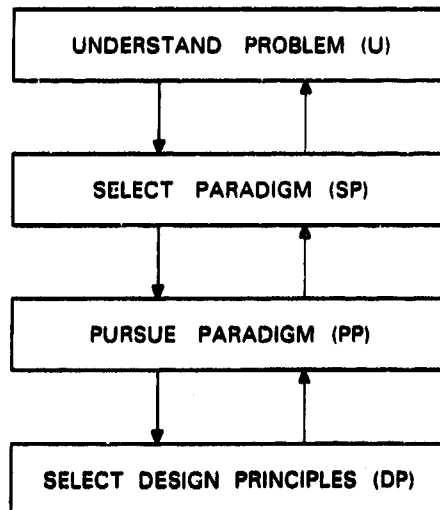 UNDERSTAND PROBLEM (U)
SELECT PARADIGM (SP)
PURSUE PARADIGM (PP)
SELECT DESIGN PRINCIPLES (DP)